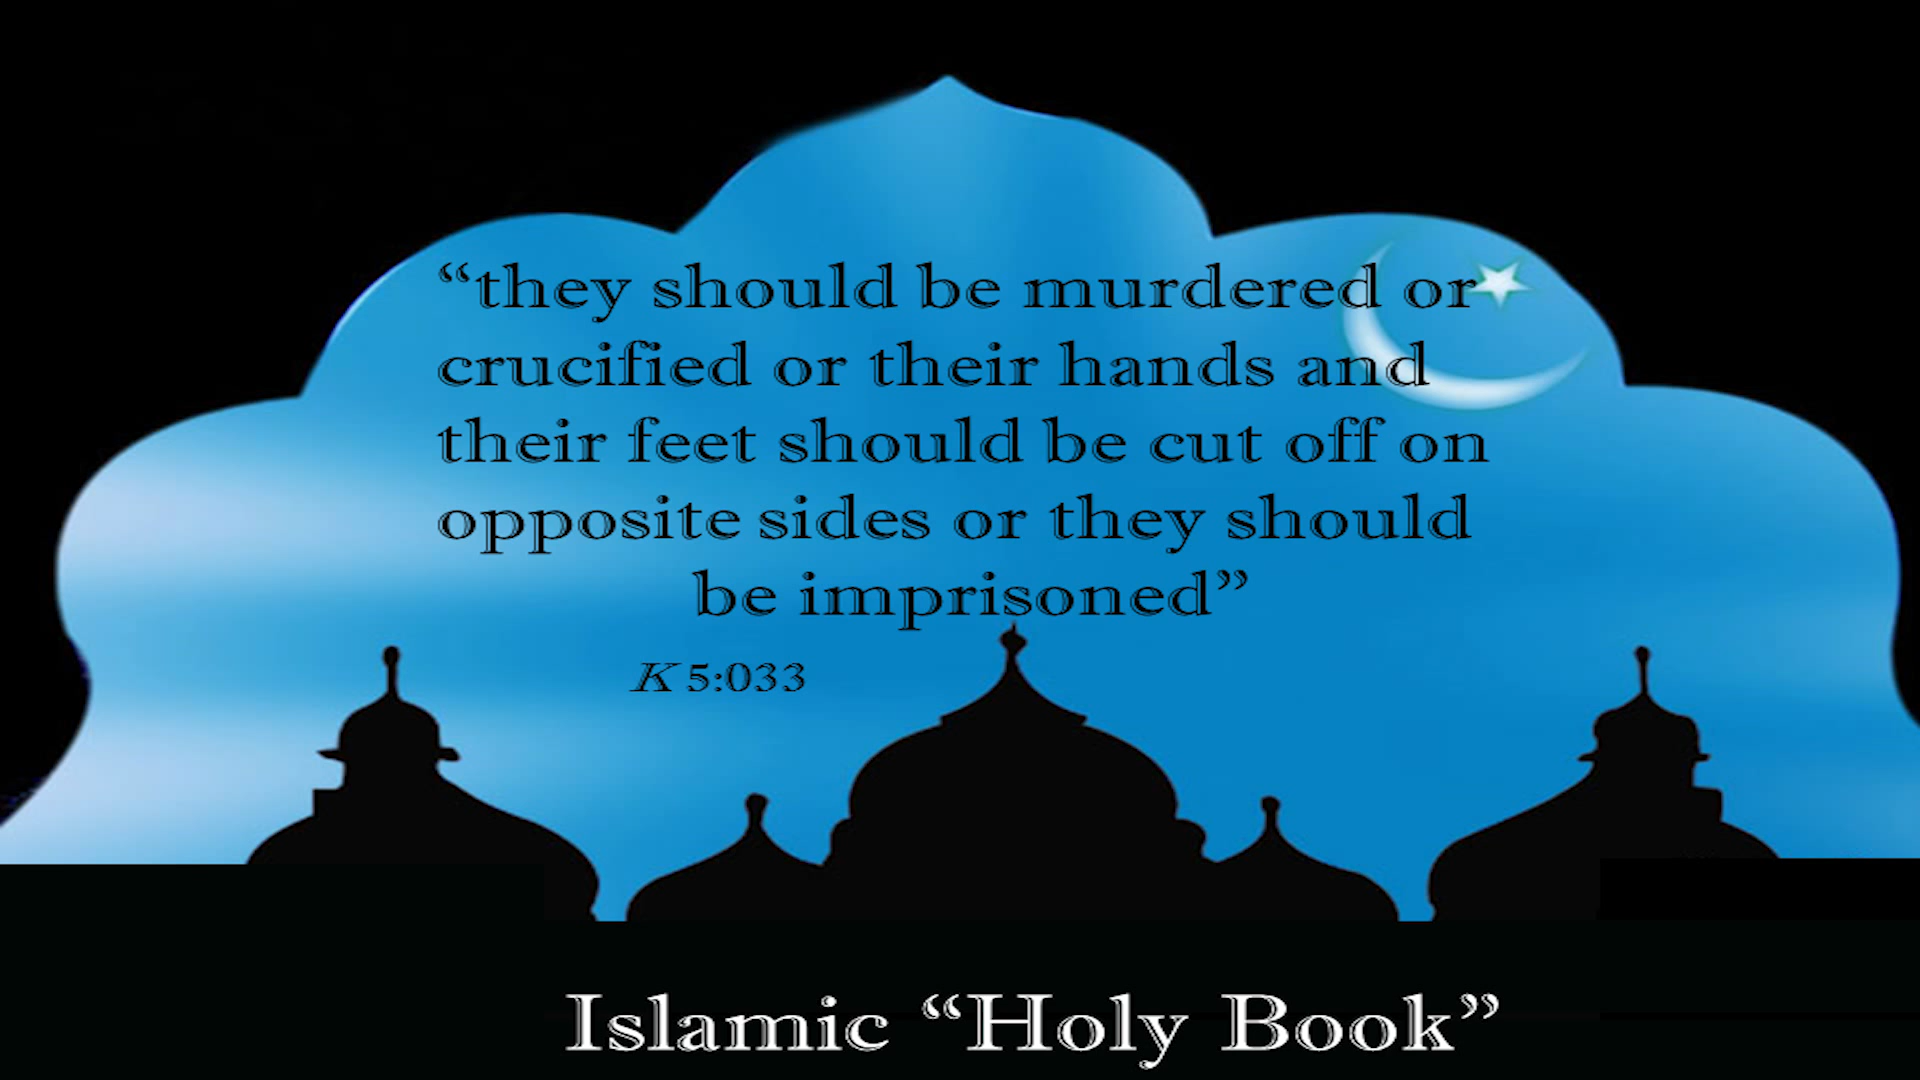 “they should be murdered or
crucified or their hands and
their feet should be cut off on
opposite sides or they should
be imprisoned”
K 5:033
Islamic “Holy Book”